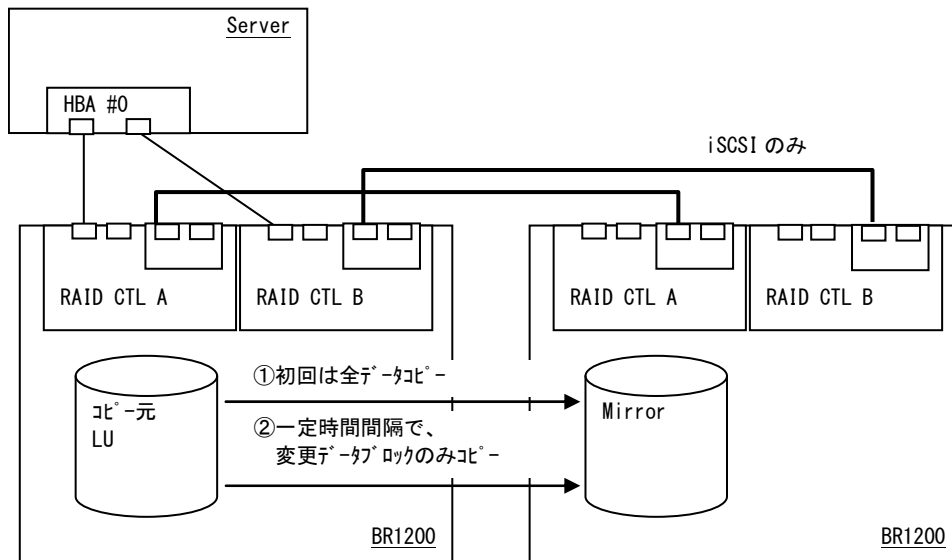 Server
HBA #0
iSCSI のみ
RAID CTL A
RAID CTL B
RAID CTL A
RAID CTL B
①初回は全ﾃﾞｰﾀｺﾋﾟｰ
ｺﾋﾟｰ元
LU
Mirror
②一定時間間隔で、
変更ﾃﾞｰﾀﾌﾞﾛｯｸのみｺﾋﾟｰ
BR1200
BR1200